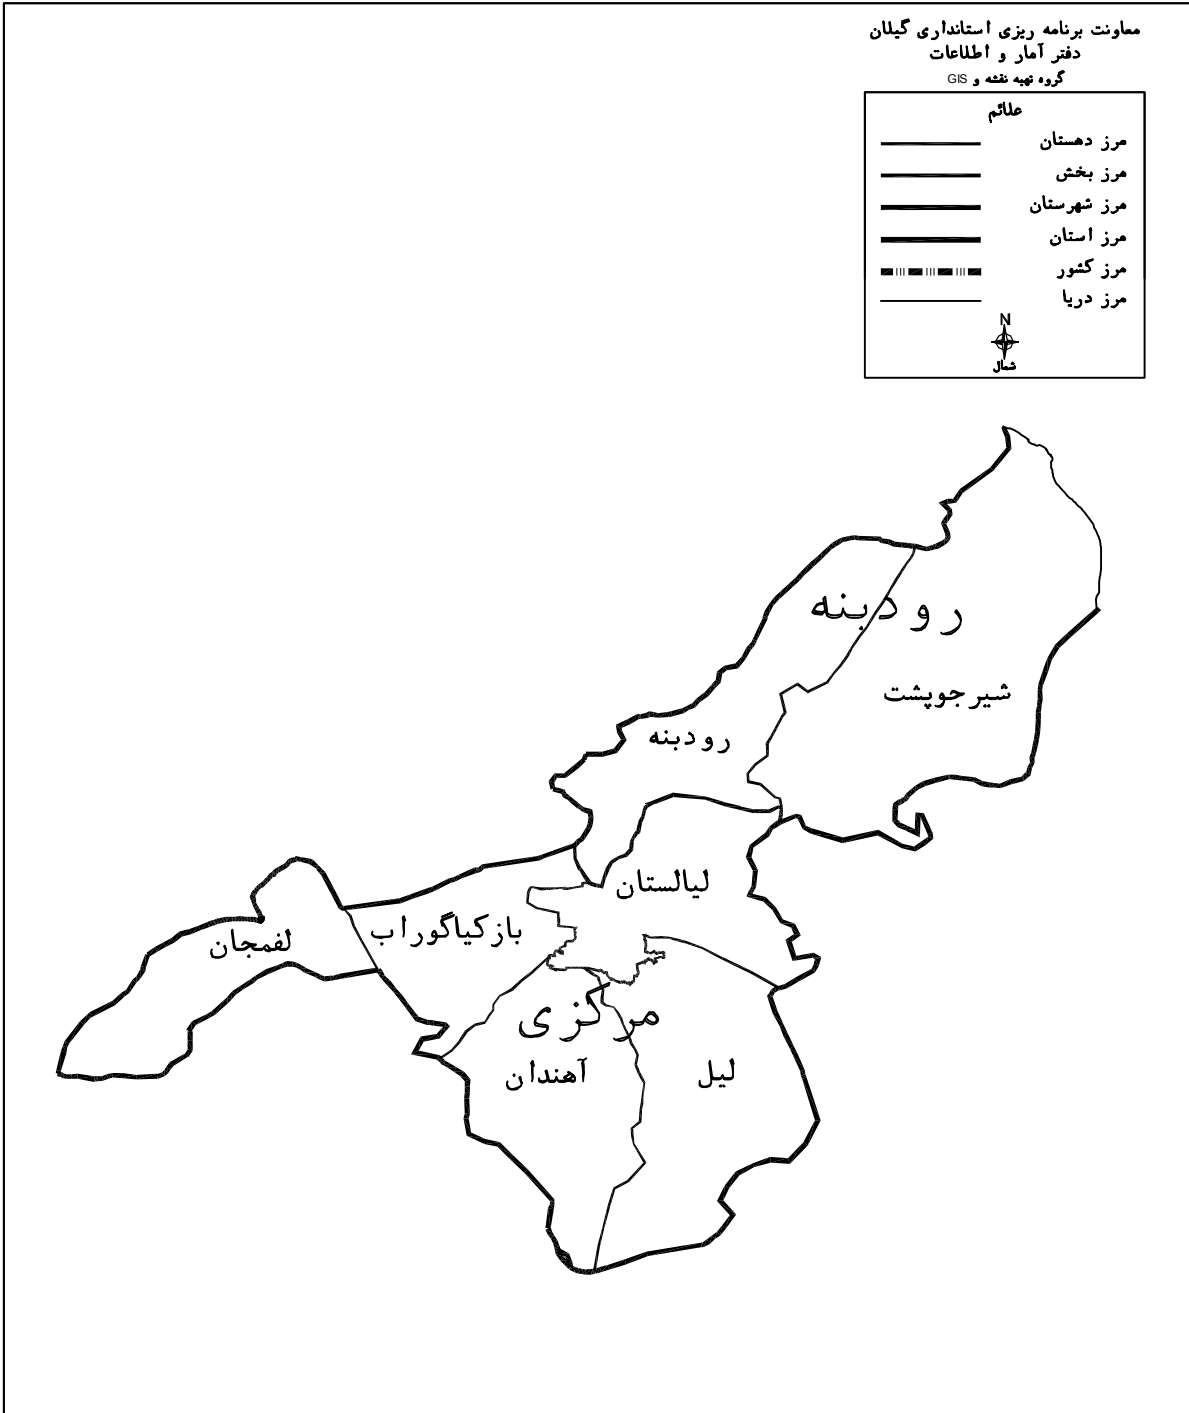 معاونت برنامه ریزی استانداری گیلان
دفتر آمار و اطلاعات
گروه تهیه نقشه و GIS
علائم
مرز دهستان
مرز بخش
مرز شهرستان
مرز استان
مرز کشور
مرز دریا
N
شمال
رودبنه
شیرجوپشت
رودبنه
لیالستان
بازکیاگوراب
لفمجان
مرکزی
آهندان
لیل